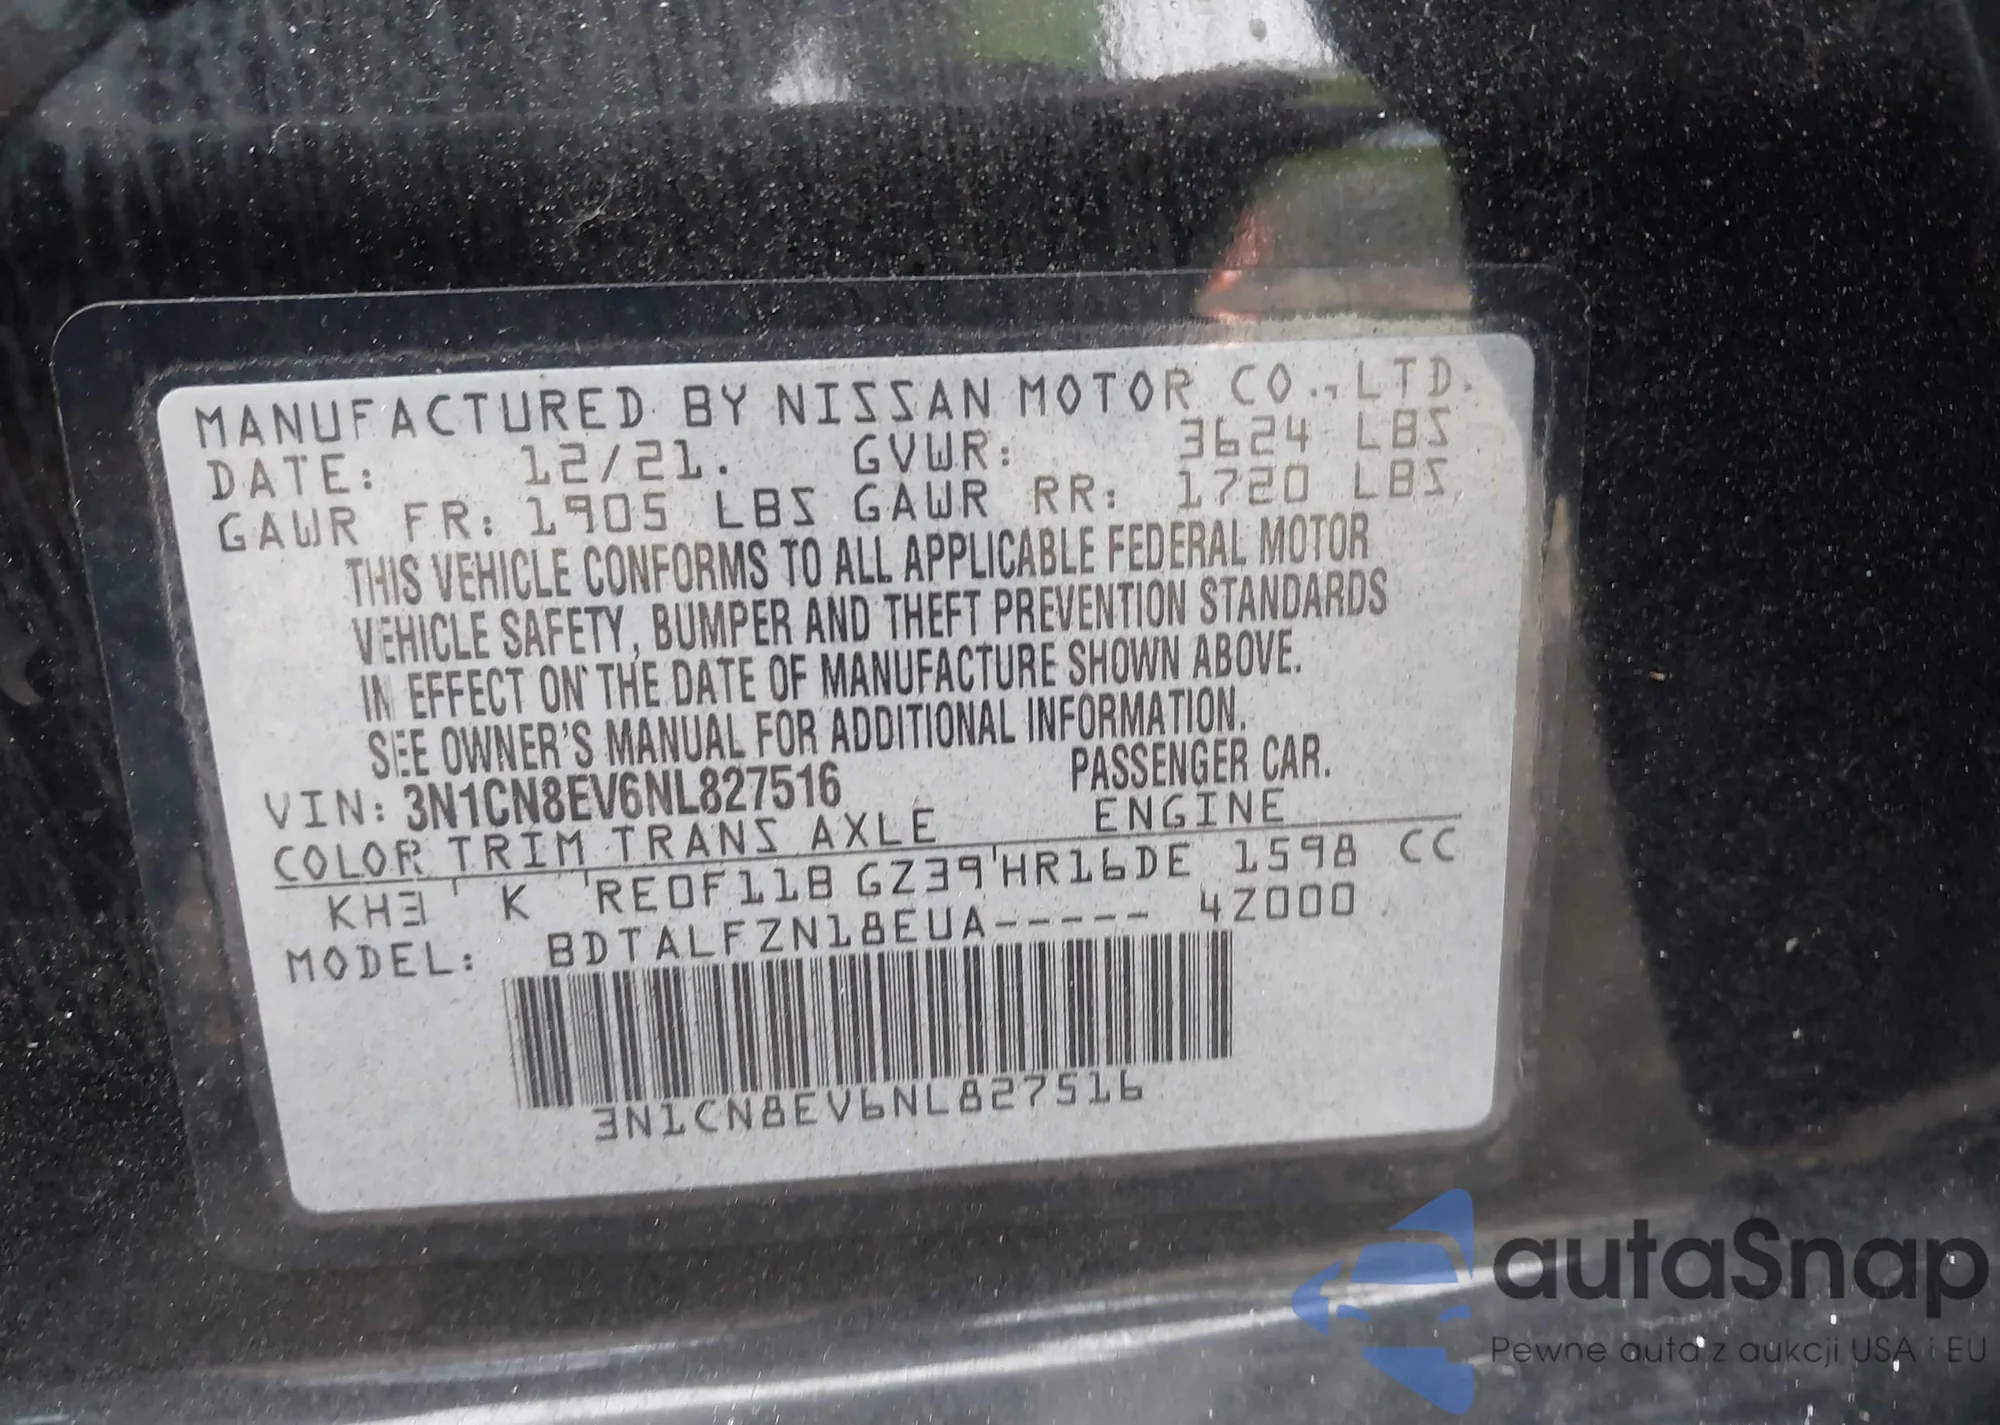 MANUFACTURED BY NISSAN MOTOR CO., LTD.
DATE: 12/21. GVWR: 3624 LBS
GAWR FR: 1905 LBS GAWR RR: 1720 LBS
THIS VEHICLE CONFORMS TO ALL APPLICABLE FEDERAL MOTOR
VEHICLE SAFETY, BUMPER AND THEFT PREVENTION STANDARDS
IN EFFECT ON THE DATE OF MANUFACTURE SHOWN ABOVE.
SEE OWNER'S MANUAL FOR ADDITIONAL INFORMATION.
VIN: 3N1CN8EV6NL827516 PASSENGER CAR.
COLOR TRIM TRANS AXLE ENGINE
KH3 K RE0F11B GZ39 HR16DE 1598 CC
MODEL: BDTALFZN18EUA----- 4Z000
3N1CN8EV6NL827516
autaSnap
Pewne auta z aukcji USA i EU